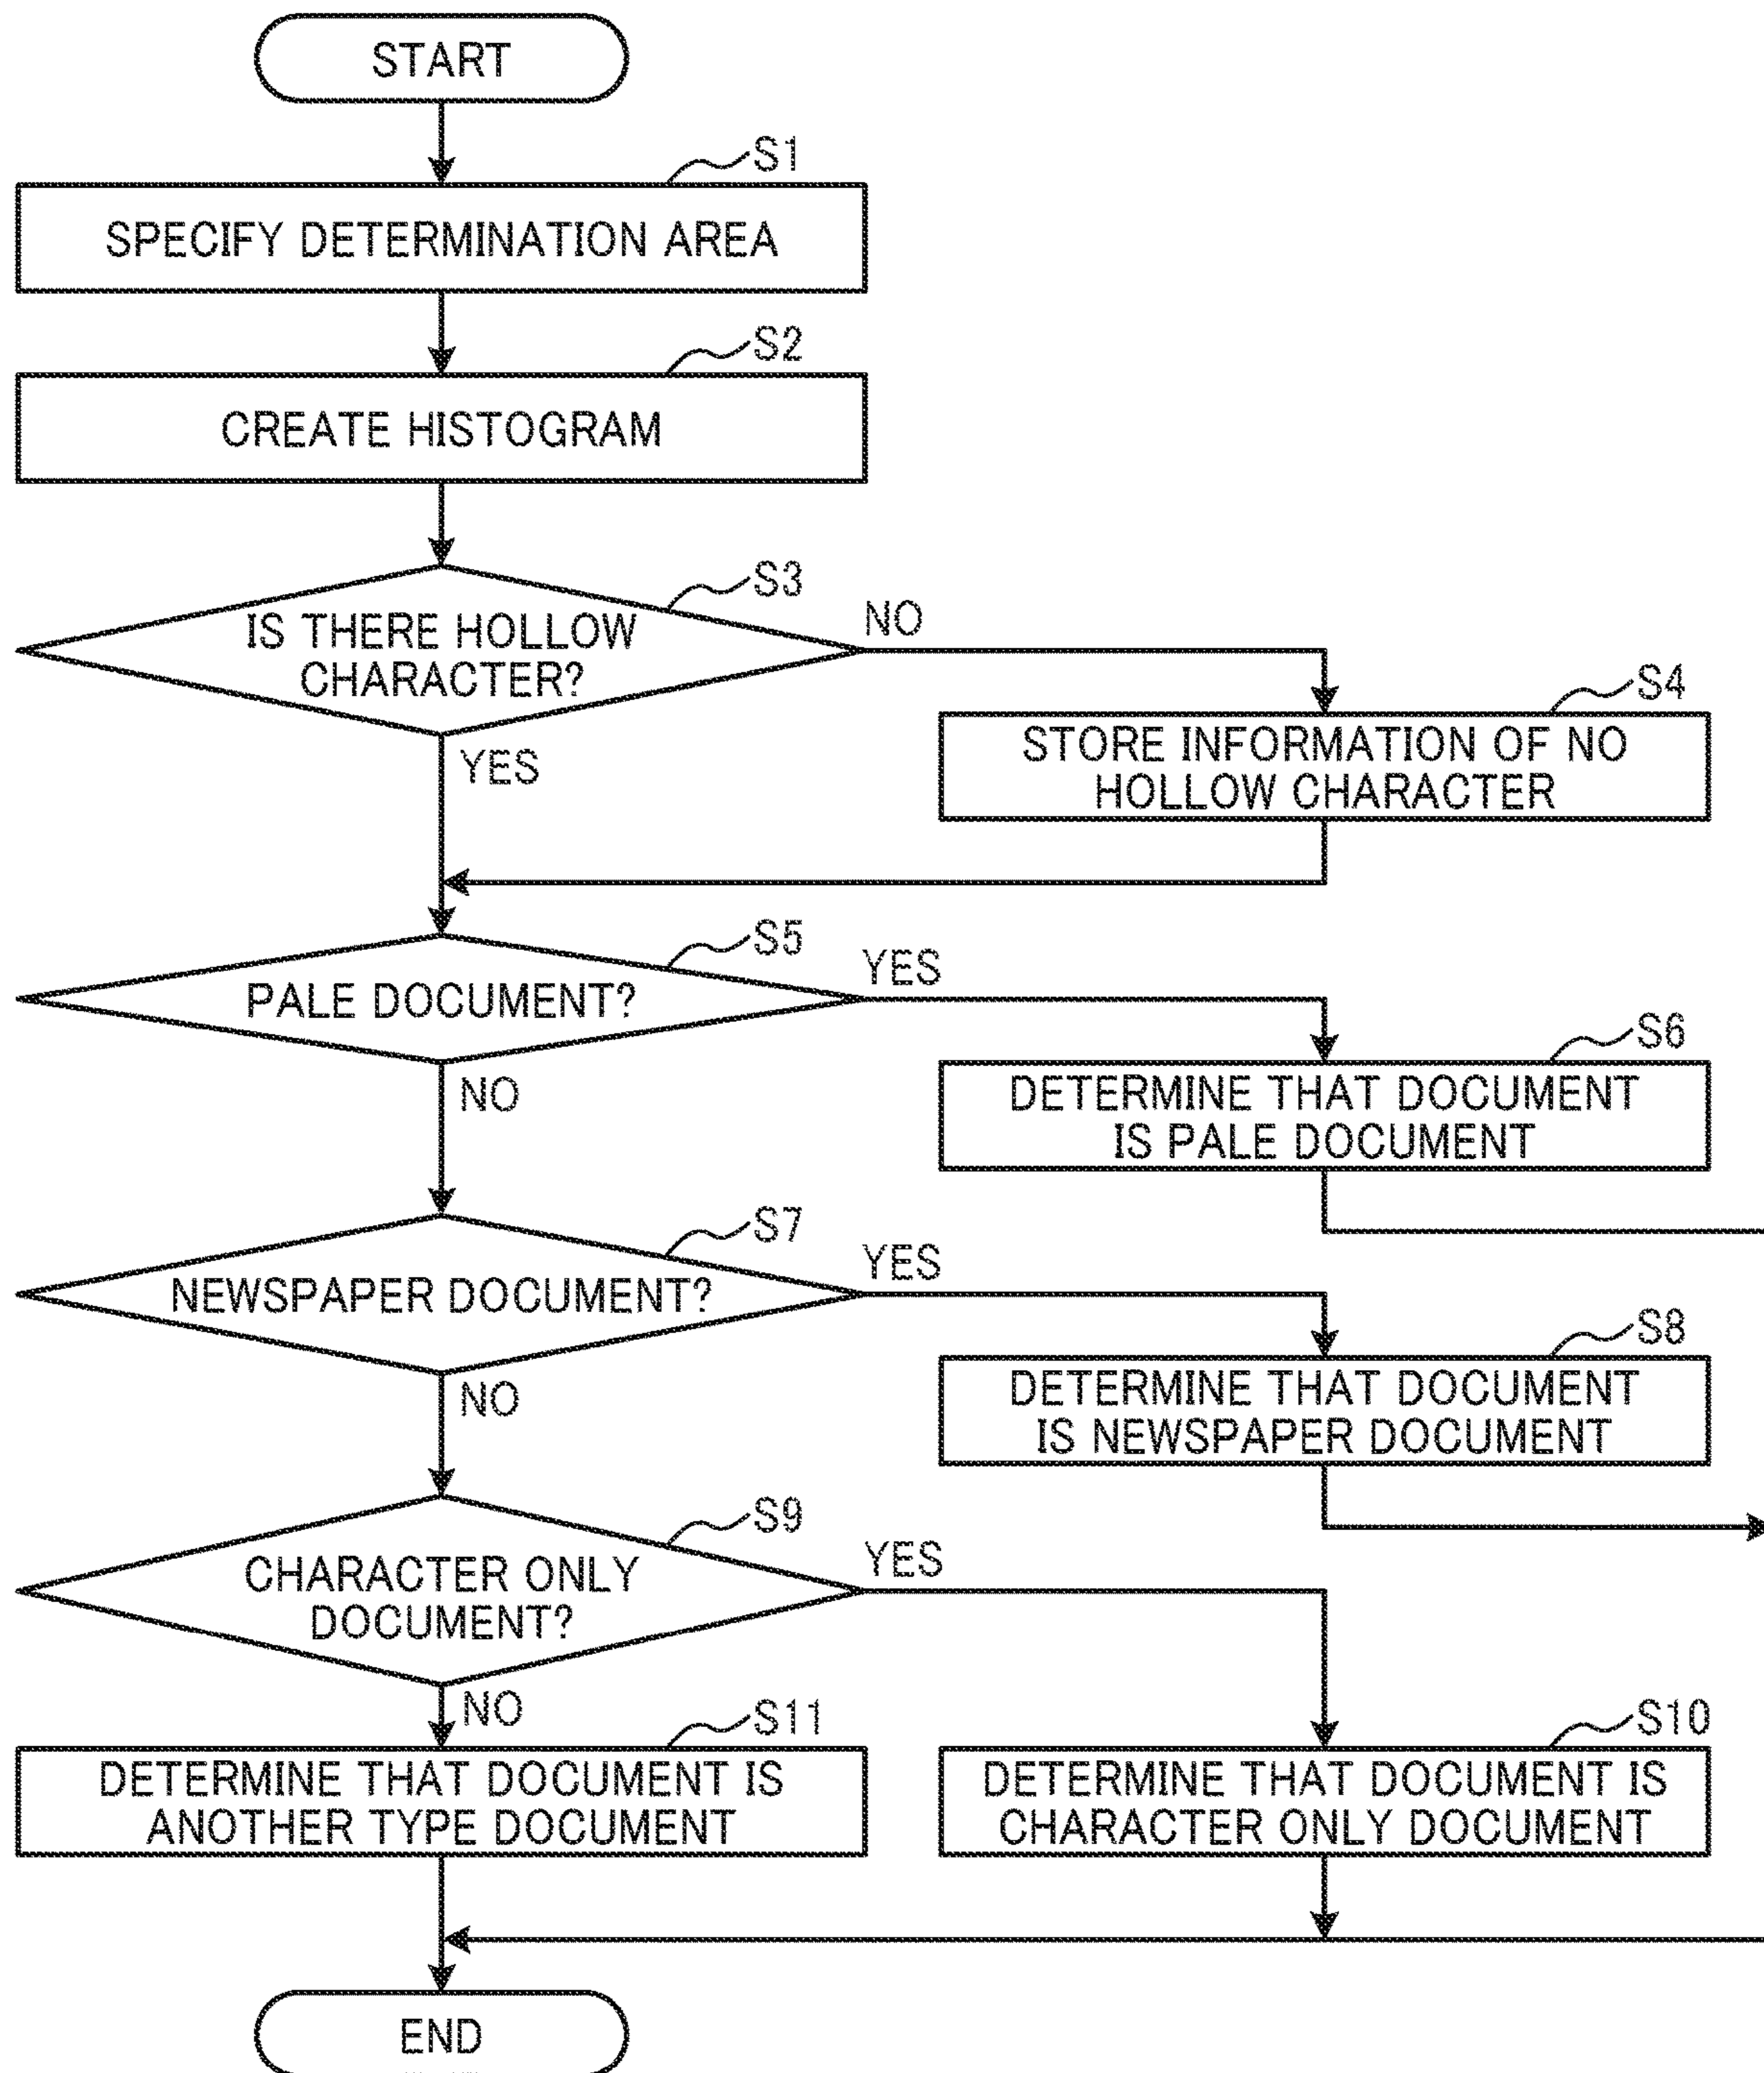 START
S1
SPECIFY DETERMINATION AREA
S2
CREATE HISTOGRAM
S3
IS THERE HOLLOW
CHARACTER?
NO
YES
S4
STORE INFORMATION OF NO
HOLLOW CHARACTER
S5
PALE DOCUMENT?
YES
NO
S6
DETERMINE THAT DOCUMENT
IS PALE DOCUMENT
S7
NEWSPAPER DOCUMENT?
YES
NO
S8
DETERMINE THAT DOCUMENT
IS NEWSPAPER DOCUMENT
S9
CHARACTER ONLY
DOCUMENT?
YES
NO
S11
DETERMINE THAT DOCUMENT IS
ANOTHER TYPE DOCUMENT
S10
DETERMINE THAT DOCUMENT IS
CHARACTER ONLY DOCUMENT
END